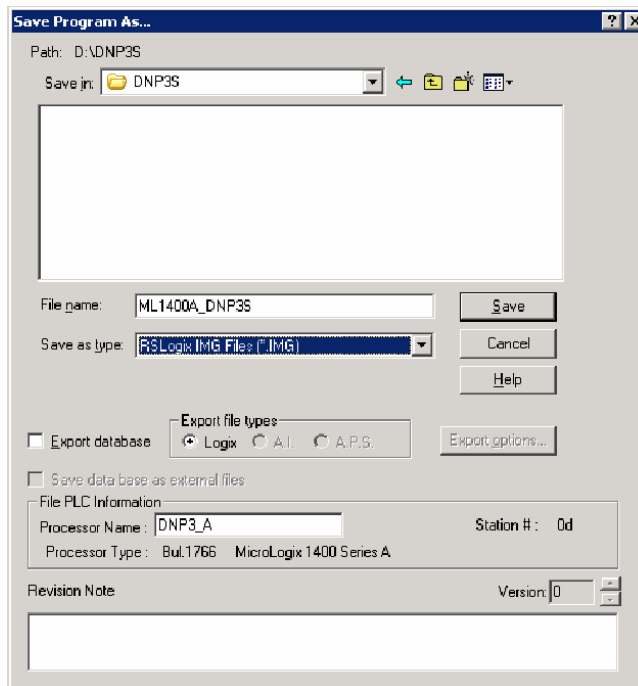 Save Program As...
Path: D:\DNP3S
Save in: DNP3S
File name: ML1400A_DNP3S Save
Save as type: RSLogix IMG Files (*.IMG) Cancel
Help
Export file types
Export database Logix A.I. A.P.S. Export options...
Save data base as external files
File PLC Information
Processor Name : DNP3_A Station # : 0d
Processor Type : Bul.1766 MicroLogix 1400 Series A
Revision Note Version: 0